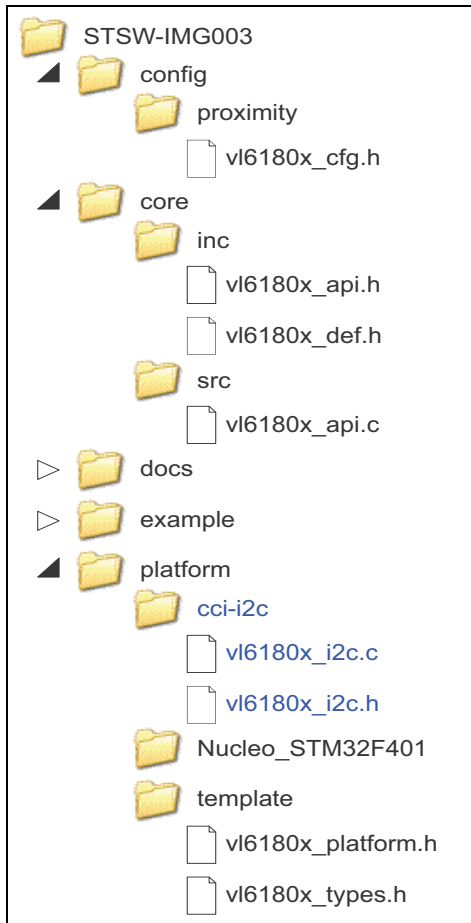 STSW-IMG003
config
proximity
vl6180x_cfg.h
core
inc
vl6180x_api.h
vl6180x_def.h
src
vl6180x_api.c
docs
example
platform
cci-i2c
vl6180x_i2c.c
vl6180x_i2c.h
Nucleo_STM32F401
template
vl6180x_platform.h
vl6180x_types.h